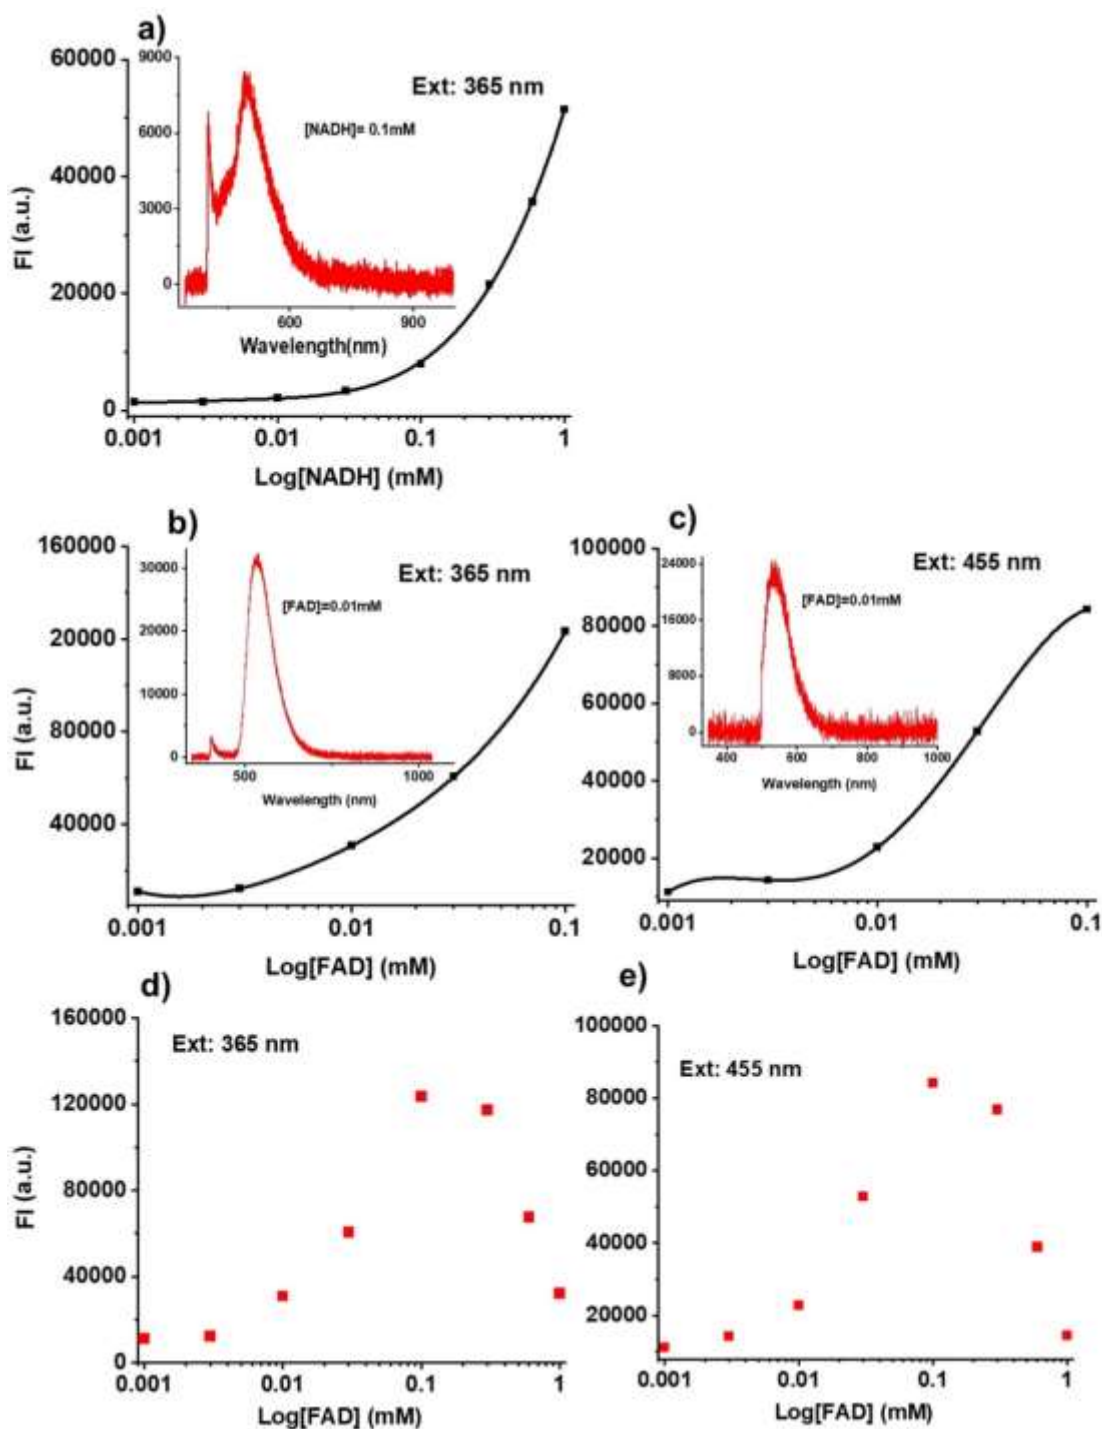 a)
60000
40000
20000
0
FI (a.u.)
0.001 0.01 0.1 1
Log[NADH] (mM)
Ext: 365 nm
[NADH]= 0.1mM
9000
6000
3000
0
600 900
Wavelength(nm)
b)
160000
120000
80000
40000
FI (a.u.)
0.001 0.01 0.1
Log[FAD] (mM)
Ext: 365 nm
[FAD]=0.01mM
30000
20000
10000
0
500 1000
Wavelength (nm)
c)
100000
80000
60000
40000
20000
0.001 0.01 0.1
Log[FAD] (mM)
Ext: 455 nm
[FAD]=0.01mM
24000
16000
8000
0
400 600 800 1000
Wavelength (nm)
d)
160000
120000
80000
40000
0
FI (a.u.)
0.001 0.01 0.1 1
Log[FAD] (mM)
Ext: 365 nm
e)
100000
80000
60000
40000
20000
0.001 0.01 0.1 1
Log[FAD] (mM)
Ext: 455 nm